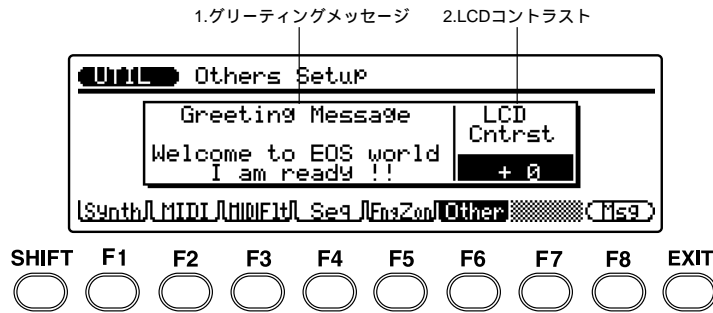 1.グリーティングメッセージ 2.LCDコントラスト
UTIL Others Setup
Greeting Message LCD
Cntrst
Welcome to EOS world
I am ready !! + 0
Synth MIDI MIDIFlt Seq EngZon Other Msg
SHIFT F1 F2 F3 F4 F5 F6 F7 F8 EXIT